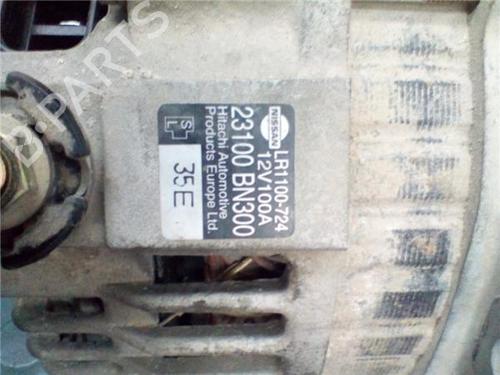 NISSAN
LR1100-724
12V100A
23100 BN300
Hitachi Automotive
Products Europe Ltd.
S
L
35E
B-PARTS